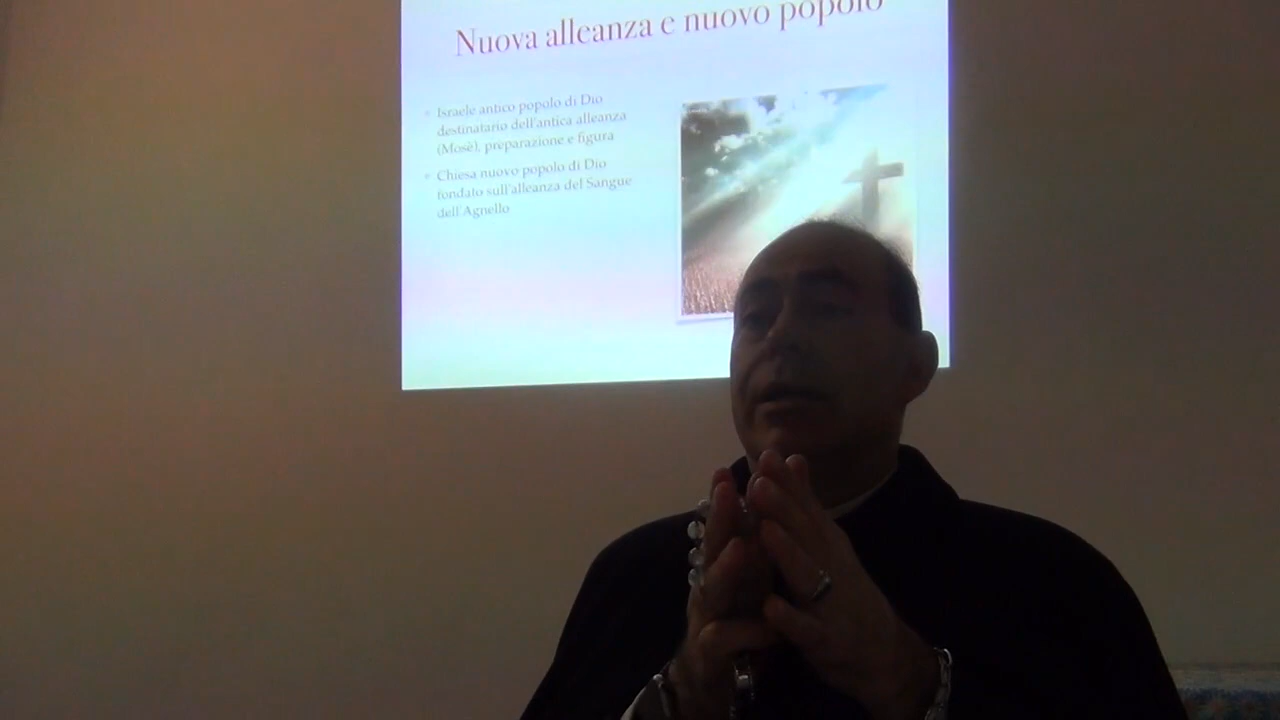 Nuova alleanza e nuovo popolo
Israele antico popolo di Dio
destinatario dell'antica alleanza
(Mosè), preparazione e figura
Chiesa nuovo popolo di Dio
fondato sull'alleanza del Sangue
dell'Agnello